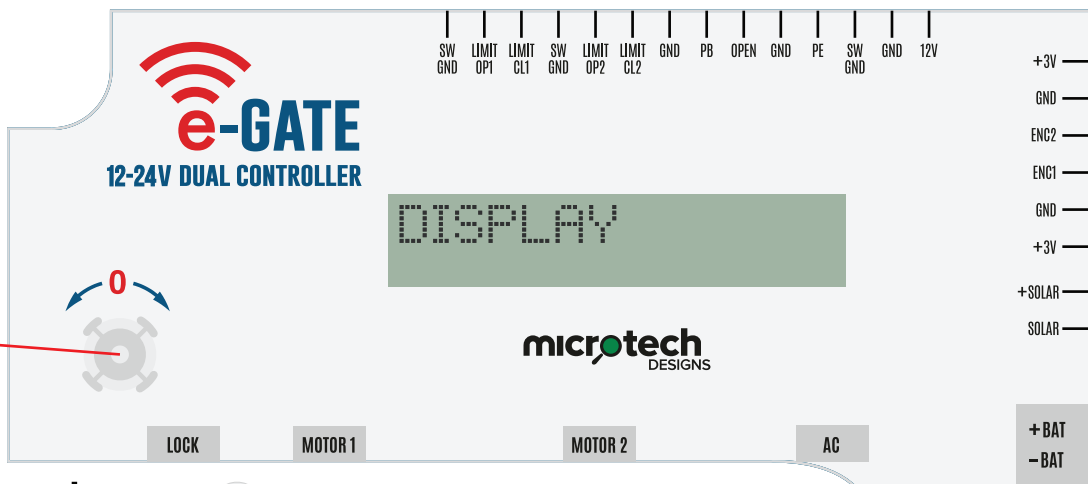 SW GND
LIMIT OP1
LIMIT CL1
SW GND
LIMIT OP2
LIMIT CL2
GND
PB
OPEN
GND
PE
SW GND
GND
12V
+3V
GND
ENC2
ENC1
GND
+3V
+SOLAR
SOLAR
e-GATE
12-24V DUAL CONTROLLER
DISPLAY
0
microtech
DESIGNS
LOCK
MOTOR 1
MOTOR 2
AC
+BAT
-BAT